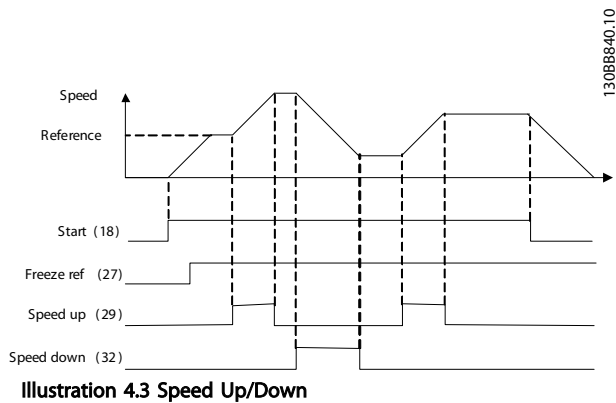 130BB840.10
Speed
Reference
Start (18)
Freeze ref (27)
Speed up (29)
Speed down (32)
Illustration 4.3 Speed Up/Down